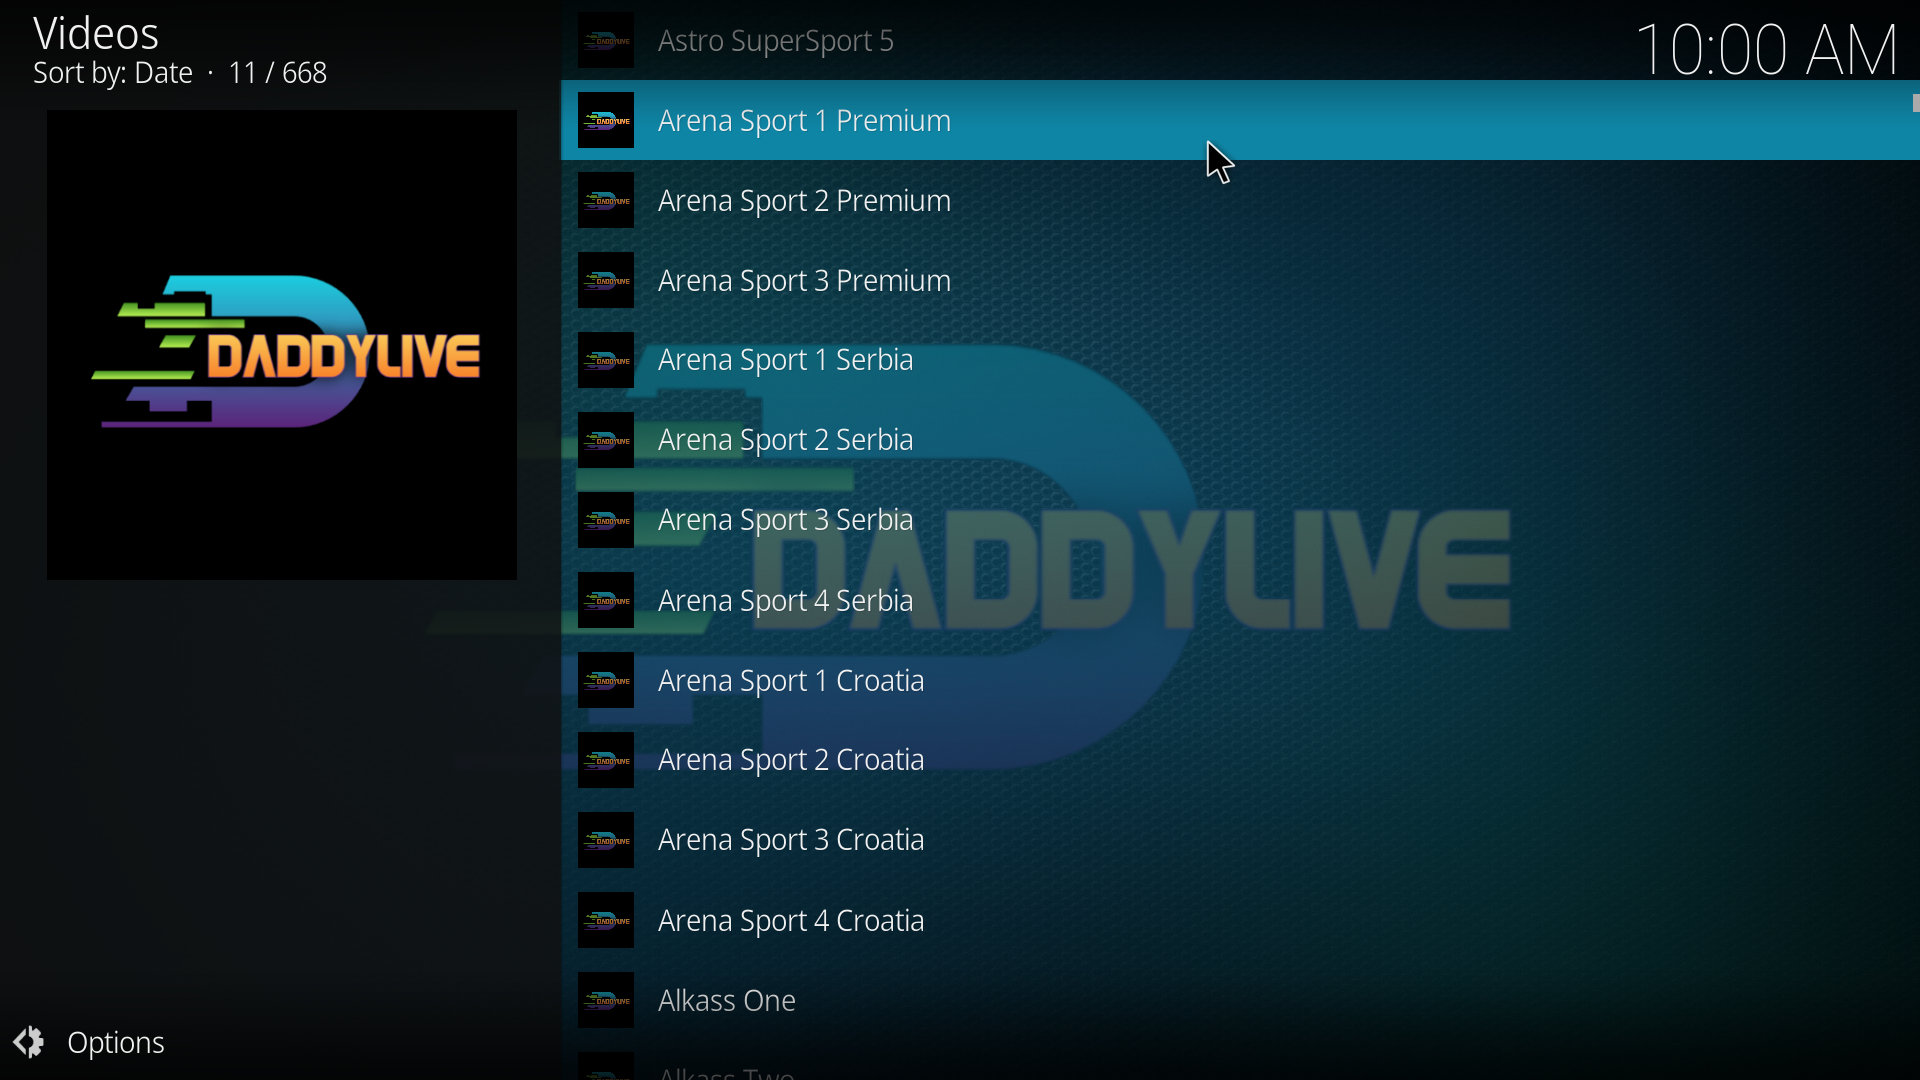 Videos
Sort by: Date · 11 / 668
10:00 AM
DADDYLIVE
Astro SuperSport 5
Arena Sport 1 Premium
Arena Sport 2 Premium
Arena Sport 3 Premium
Arena Sport 1 Serbia
Arena Sport 2 Serbia
Arena Sport 3 Serbia
Arena Sport 4 Serbia
Arena Sport 1 Croatia
Arena Sport 2 Croatia
Arena Sport 3 Croatia
Arena Sport 4 Croatia
Alkass One
Alkass Two
DADDYLIVE
Options